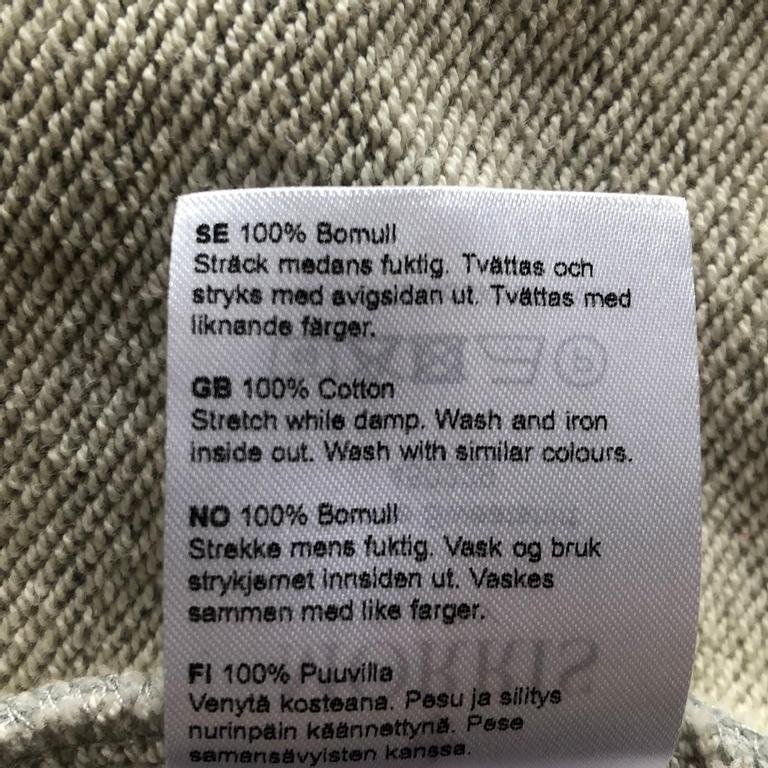 SE 100% Bomull
Sträck medans fuktig. Tvättas och
stryks med avigsidan ut. Tvättas med
liknande färger.
GB 100% Cotton
Stretch while damp. Wash and iron
inside out. Wash with similar colours.
NO 100% Bomull
Strekke mens fuktig. Vask og bruk
strykjernet innsiden ut. Vaskes
sammen med like farger.
FI 100% Puuvilla
Venytä kosteana. Pesu ja silitys
nurinpäin käännettynä. Pese
samansävyisten kanssa.